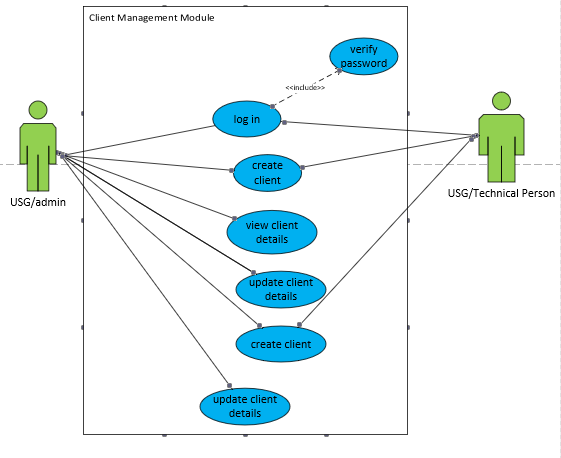 Client Management Module
verify
password
<<include>>
log in
create
client
USG/admin
USG/Technical Person
view client
details
update client
details
create client
update client
details